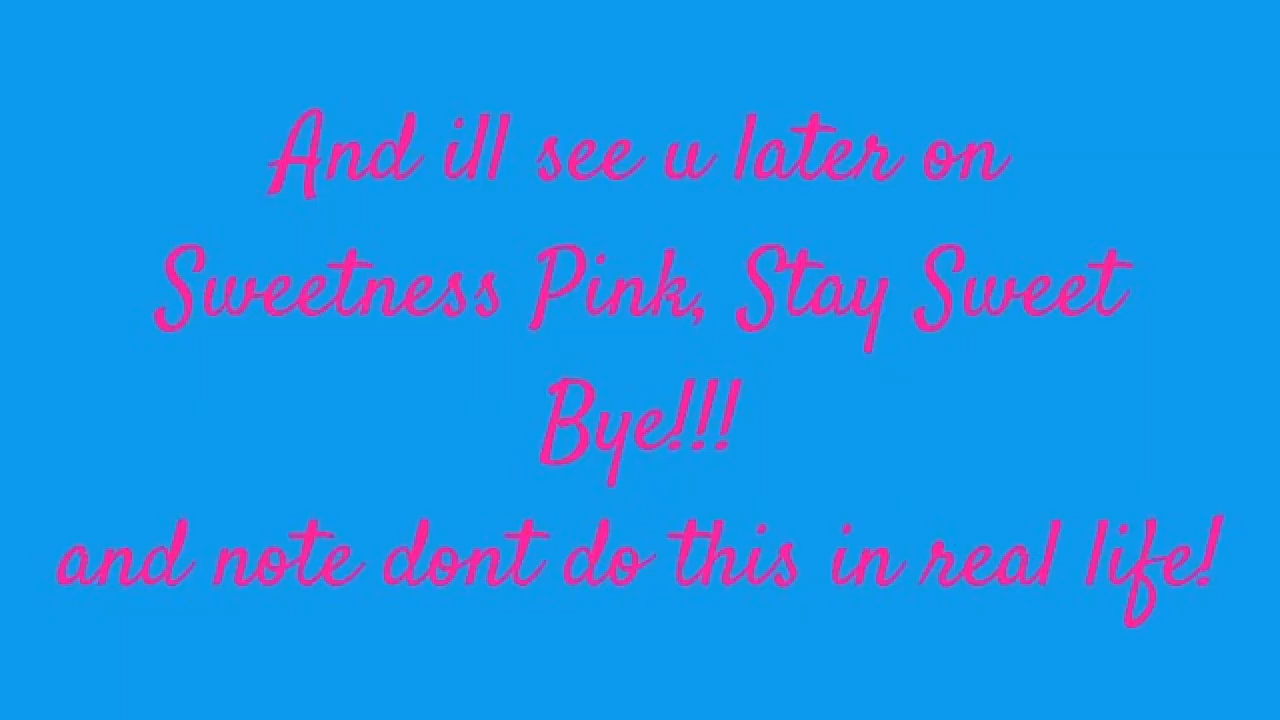 And ill see u later on
Sweetness Pink, Stay Sweet
Bye!!!
and note dont do this in real life!